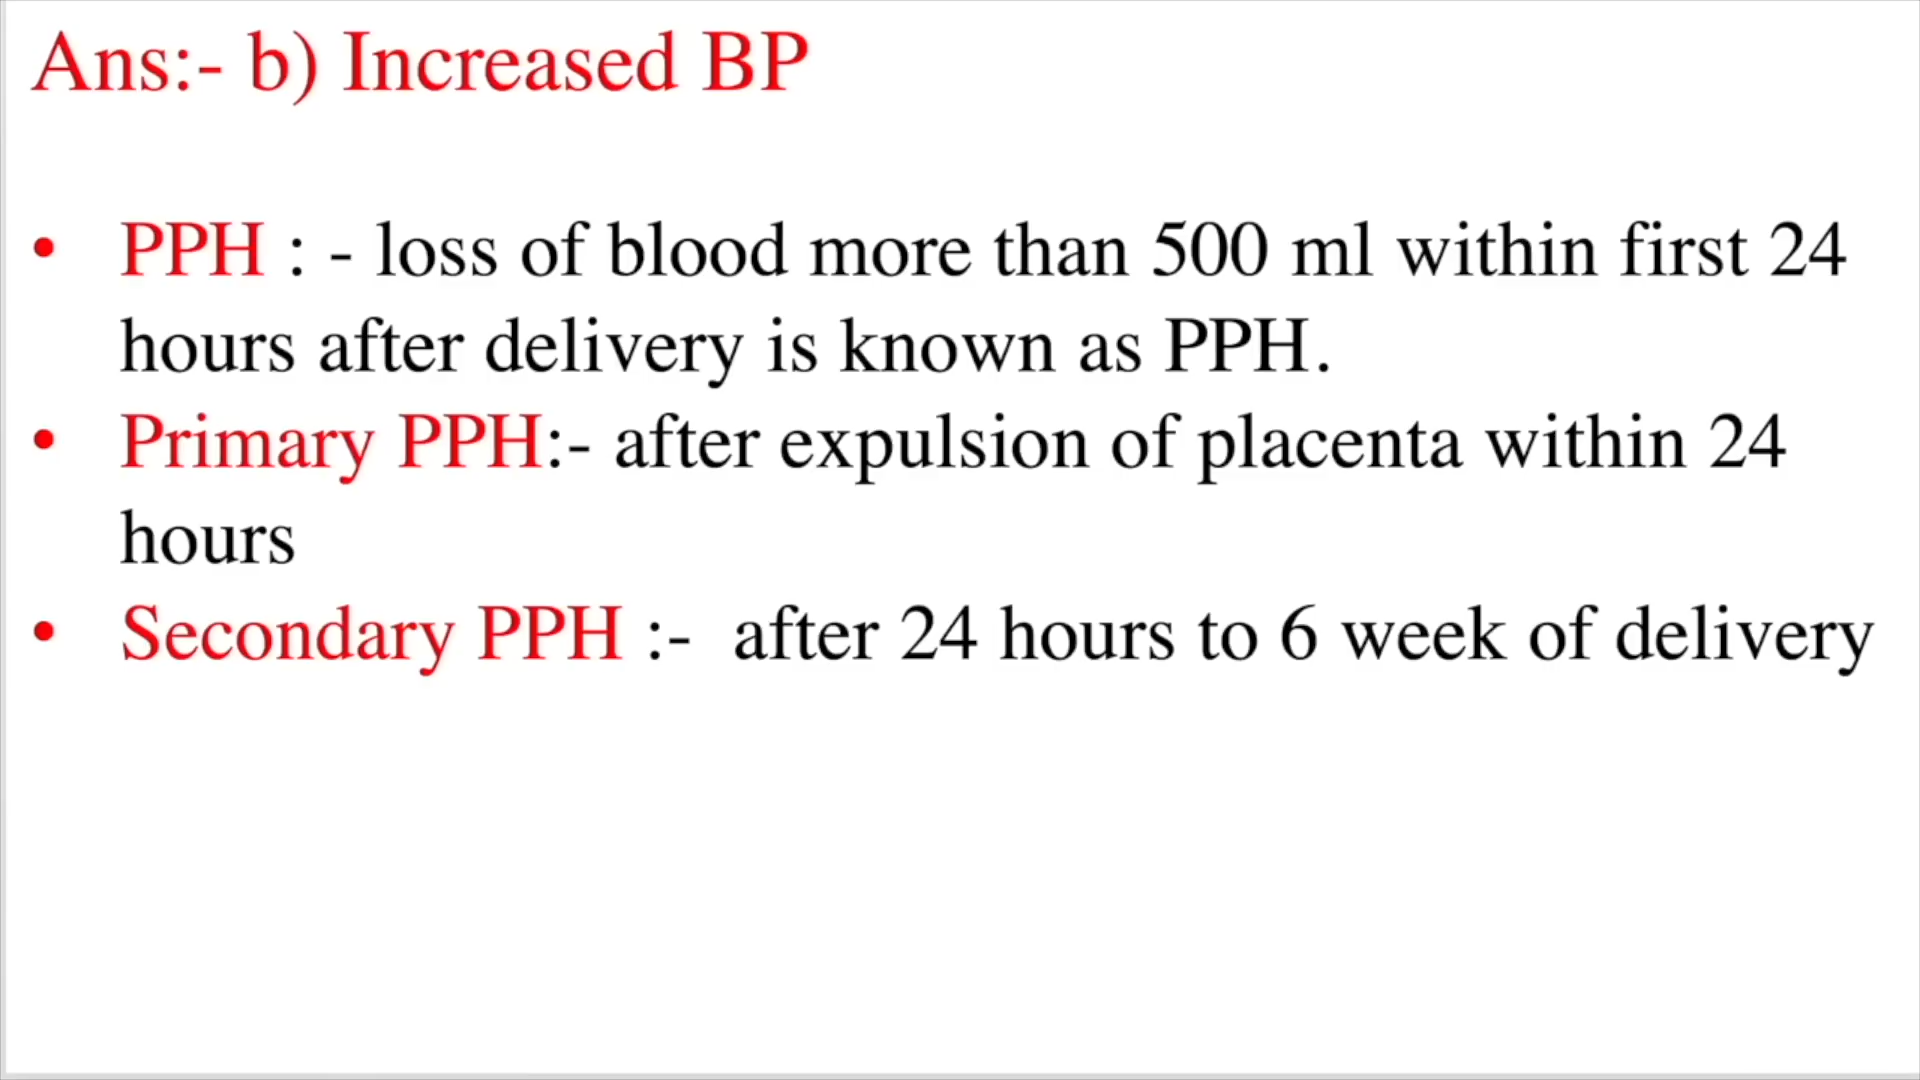 Ans:- b) Increased BP
• PPH : - loss of blood more than 500 ml within first 24
hours after delivery is known as PPH.
• Primary PPH:- after expulsion of placenta within 24
hours
• Secondary PPH :- after 24 hours to 6 week of delivery